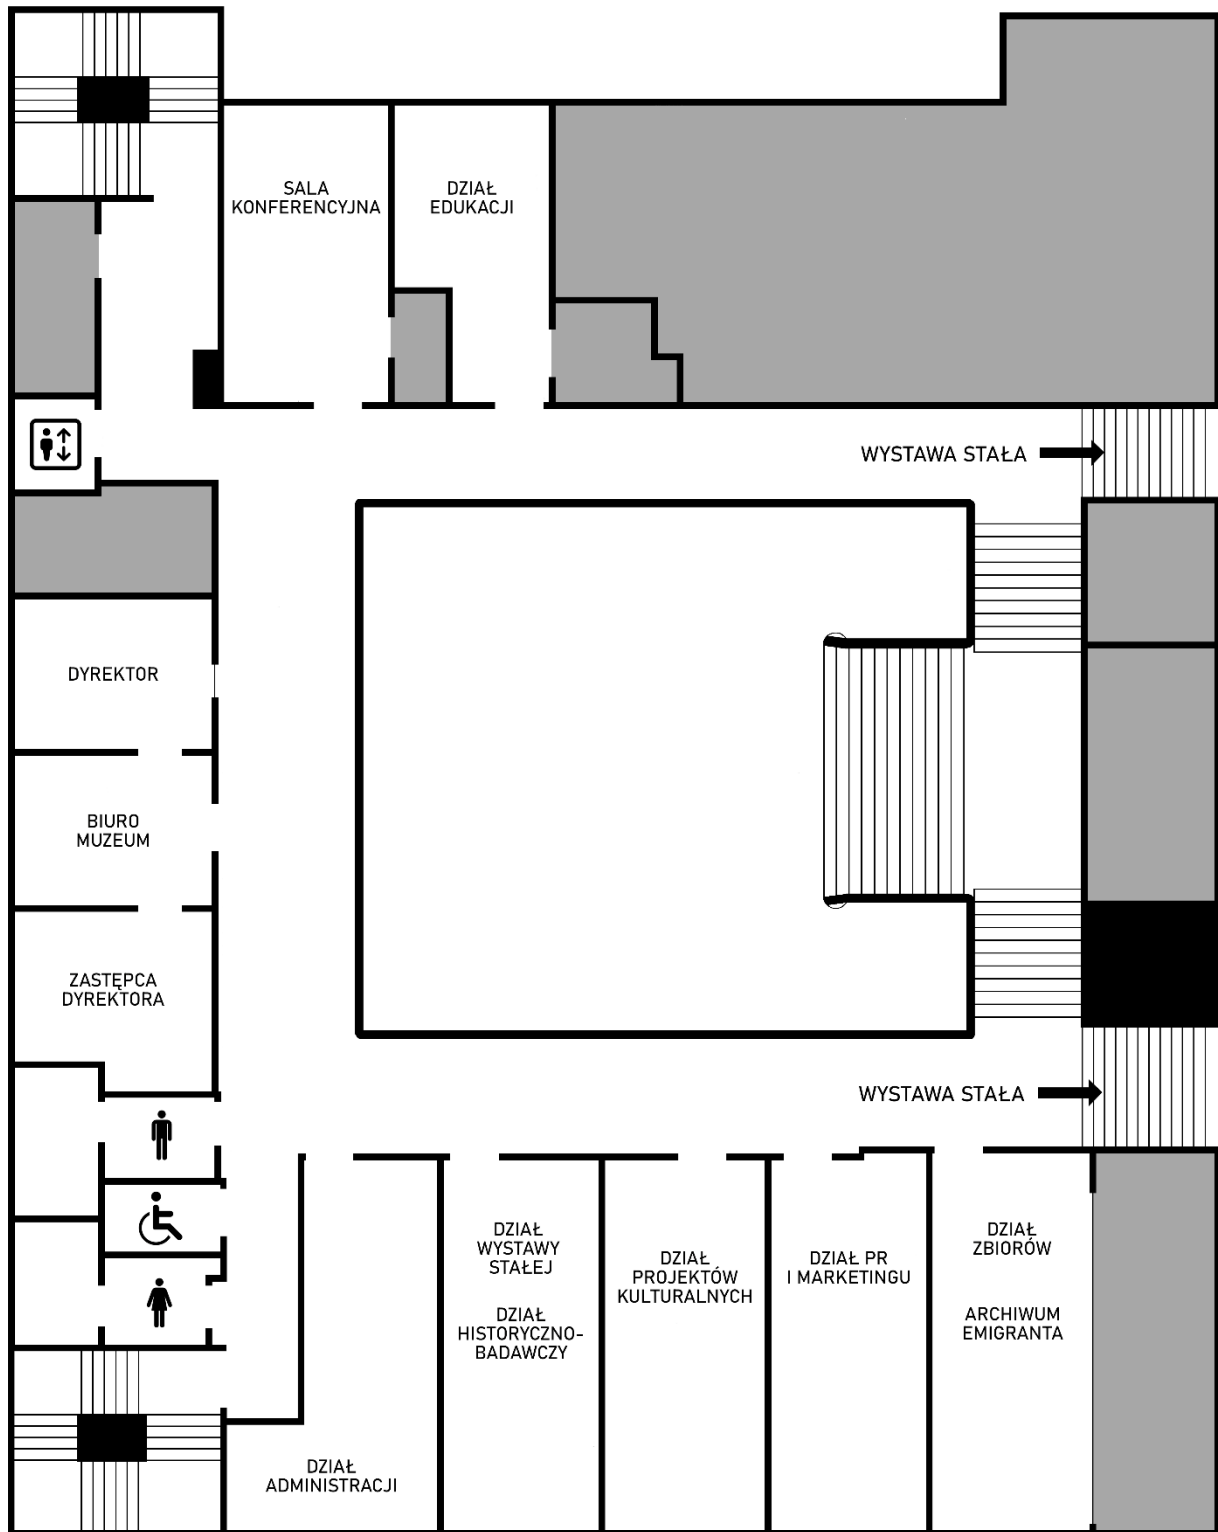 SALA
KONFERENCYJNA
DZIAŁ
EDUKACJI
WYSTAWA STAŁA
DYREKTOR
BIURO
MUZEUM
ZASTĘPCA
DYREKTORA
WYSTAWA STAŁA
DZIAŁ
WYSTAWY
STAŁEJ
DZIAŁ
HISTORYCZNO-
BADAWCZY
DZIAŁ
PROJEKTÓW
KULTURALNYCH
DZIAŁ PR
I MARKETINGU
DZIAŁ
ZBIORÓW
ARCHIWUM
EMIGRANTA
DZIAŁ
ADMINISTRACJI